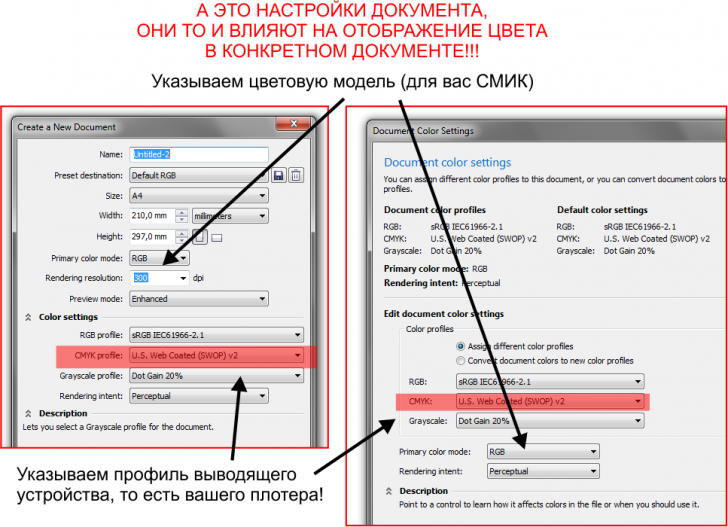 А ЭТО НАСТРОЙКИ ДОКУМЕНТА,
ОНИ ТО И ВЛИЯЮТ НА ОТОБРАЖЕНИЕ ЦВЕТА
В КОНКРЕТНОМ ДОКУМЕНТЕ!!!
Указываем цветовую модель (для вас СМИК)
Create a New Document
Name: Untitled-2
Preset destination: Default RGB
Size: A4
Width: 210,0 mm millimeters
Height: 297,0 mm
Primary color mode: RGB
Rendering resolution: 300 dpi
Preview mode: Enhanced
Color settings
RGB profile: sRGB IEC61966-2.1
CMYK profile: U.S. Web Coated (SWOP) v2
Grayscale profile: Dot Gain 20%
Rendering intent: Perceptual
Description
Lets you select a Grayscale profile for the document.
Document Color Settings
Document color settings
You can assign different color profiles to this document, or you can convert document colors to
profiles.
Document color profiles Default color settings
RGB: sRGB IEC61966-2.1 RGB: sRGB IEC61966-2.1
CMYK: U.S. Web Coated (SWOP) v2 CMYK: U.S. Web Coated (SWOP) v2
Grayscale: Dot Gain 20% Grayscale: Dot Gain 20%
Primary color mode: RGB
Rendering intent: Perceptual
Edit document color settings
Color profiles
Assign different color profiles
Convert document colors to new color profiles
RGB: sRGB IEC61966-2.1
CMYK: U.S. Web Coated (SWOP) v2
Grayscale: Dot Gain 20%
Primary color mode: RGB
Rendering intent: Perceptual
Description
Point to a control to learn how it affects colors in the file or when you should use it.
Указываем профиль выводящего
устройства, то есть вашего плотера!